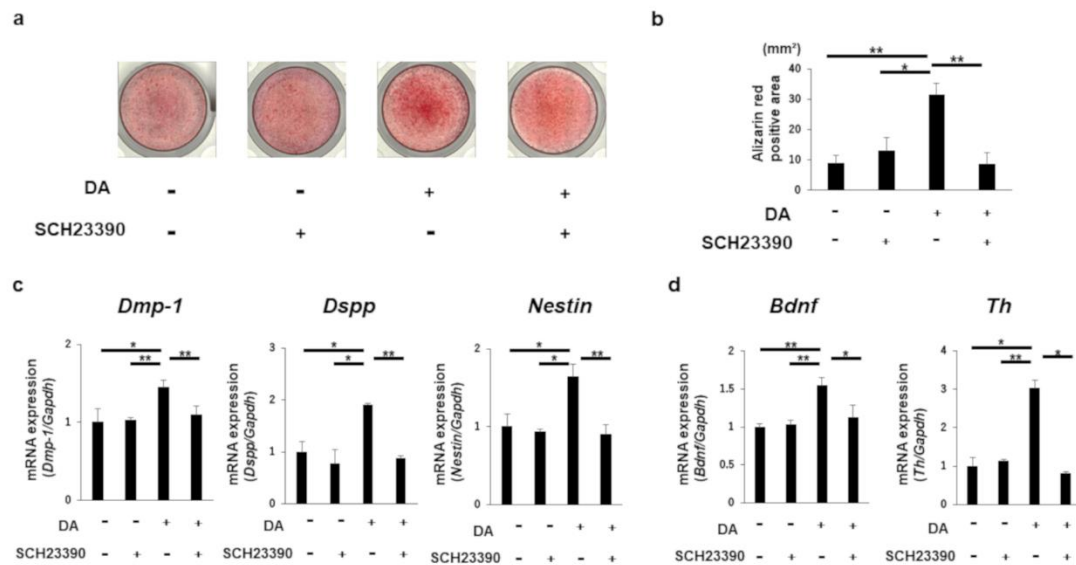 a
DA - - + +
SCH23390 - + - +
b
(mm²)
** * **
Alizarin red
positive area
40
30
20
10
0
DA - - + +
SCH23390 - + - +
c
Dmp-1
* ** **
mRNA expression
(Dmp-1/Gapdh)
2
1
0
DA - - + +
SCH23390 - + - +
Dspp
* * **
mRNA expression
(Dspp/Gapdh)
3
2
1
0
DA - - + +
SCH23390 - + - +
Nestin
* * **
mRNA expression
(Nestin/Gapdh)
2
1
0
DA - - + +
SCH23390 - + - +
d
Bdnf
** ** *
mRNA expression
(Bdnf/Gapdh)
2
1.5
1
0.5
0
DA - - + +
SCH23390 - + - +
Th
* ** *
mRNA expression
(Th/Gapdh)
4
3
2
1
0
DA - - + +
SCH23390 - + - +